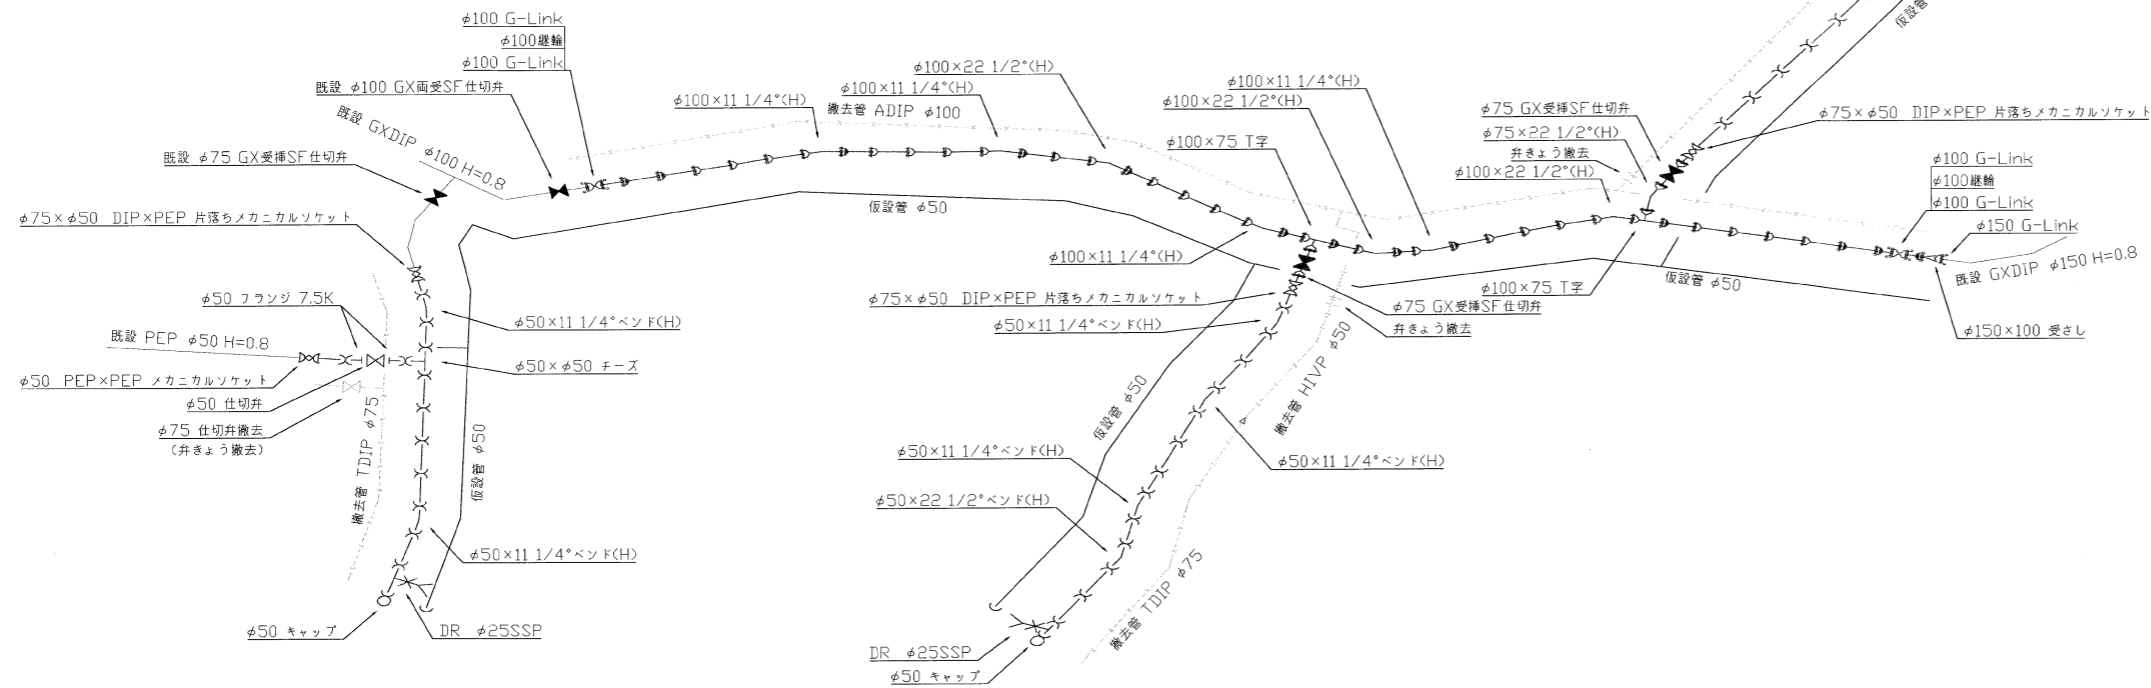 φ100 G-Link
φ100継輪
φ100 G-Link
既設 φ100 GX両受SF仕切弁
既設 GXDIP φ100 H=0.8
既設 φ75 GX受挿SF仕切弁
φ75×φ50 DIP×PEP 片落ちメカニカルソケット
φ50 フランジ 7.5K
既設 PEP φ50 H=0.8
φ50 PEP×PEP メカニカルソケット
φ50 仕切弁
φ75 仕切弁撤去
(弁きょう撤去)
撤去管 TDIP φ75
φ50×11 1/4°ベンド(H)
φ50×φ50 チーズ
仮設管 φ50
φ50×11 1/4°ベンド(H)
φ50 キャップ
DR φ25SSP
φ100×11 1/4°(H)
φ100×11 1/4°(H)
撤去管 ADIP φ100
φ100×22 1/2°(H)
仮設管 φ50
φ100×22 1/2°(H)
φ100×11 1/4°(H)
φ100×75 T字
φ100×11 1/4°(H)
φ75×φ50 DIP×PEP 片落ちメカニカルソケット
φ50×11 1/4°ベンド(H)
φ75 GX受挿SF仕切弁
弁きょう撤去
撤去管 HIVP φ50
仮設管 φ50
φ50×11 1/4°ベンド(H)
φ50×11 1/4°ベンド(H)
φ50×22 1/2°ベンド(H)
撤去管 TDIP φ75
DR φ25SSP
φ50 キャップ
仮設管
φ75 GX受挿SF仕切弁
φ75×22 1/2°(H)
弁きょう撤去
φ100×22 1/2°(H)
φ75×φ50 DIP×PEP 片落ちメカニカルソケット
φ100 G-Link
φ100継輪
φ100 G-Link
φ150 G-Link
既設 GXDIP φ150 H=0.8
φ100×75 T字
仮設管 φ50
φ150×100 受さし